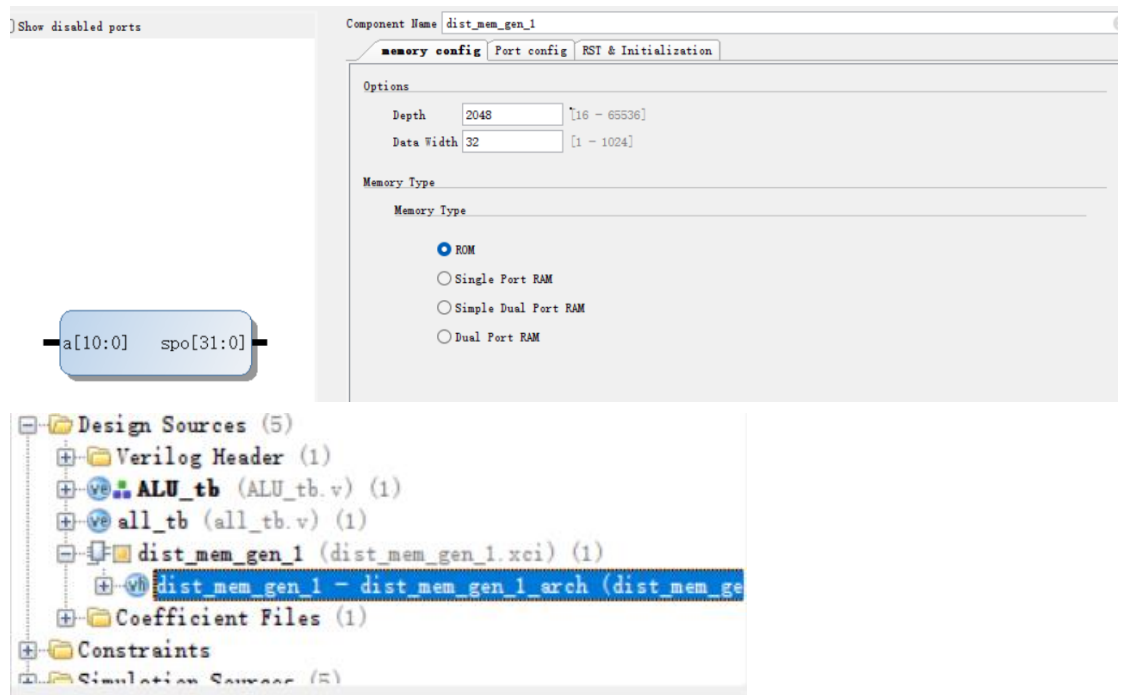 Show disabled ports
Component Name dist_mem_gen_1
memory config Port config RST & Initialization
Options
Depth 2048 [16 - 65536]
Data Width 32 [1 - 1024]
Memory Type
Memory Type
ROM
Single Port RAM
Simple Dual Port RAM
Dual Port RAM
a[10:0] spo[31:0]
Design Sources (5)
Verilog Header (1)
ALU_tb (ALU_tb.v) (1)
all_tb (all_tb.v) (1)
dist_mem_gen_1 (dist_mem_gen_1.xci) (1)
dist_mem_gen_1 - dist_mem_gen_1_arch (dist_mem_ge
Coefficient Files (1)
Constraints
Simulation Sources (5)